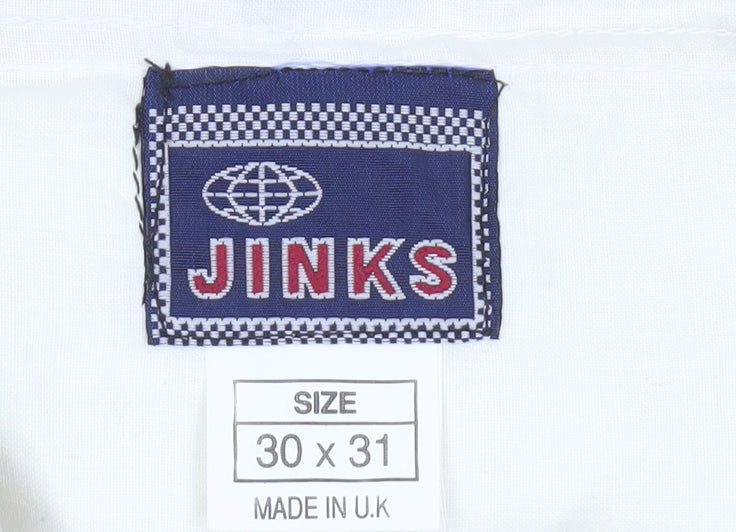 JINKS
SIZE
30 x 31
MADE IN U.K